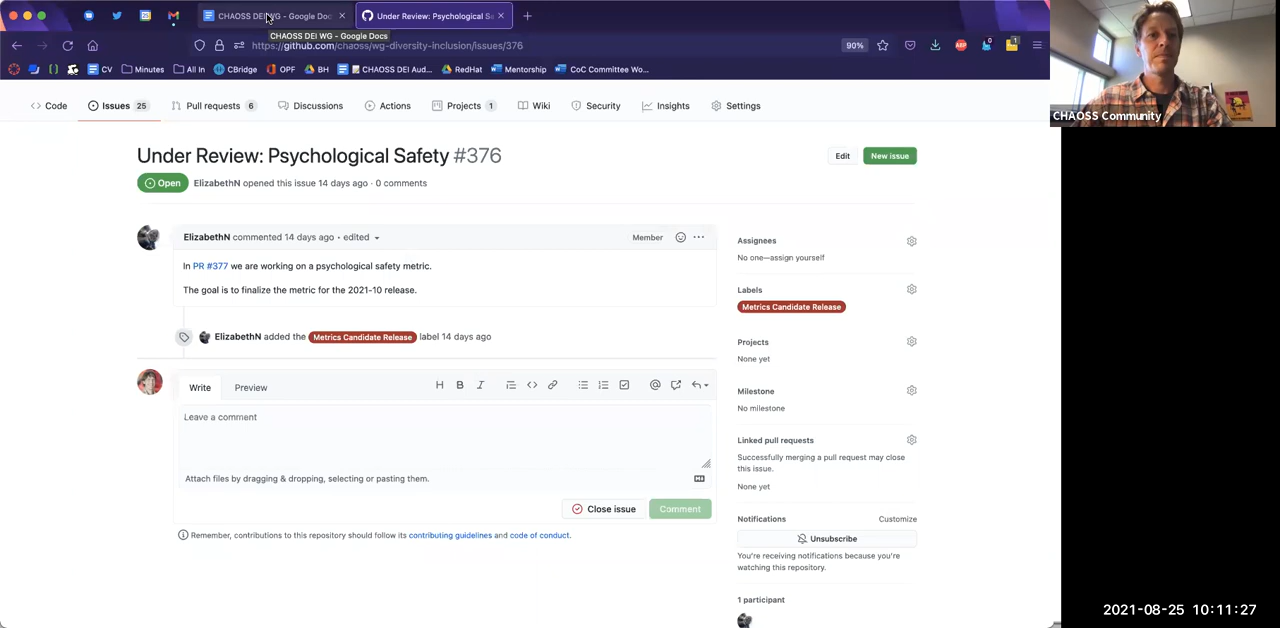 CHAOSS DEI WG - Google Doc
Under Review: Psychological Sa
CHAOSS DEI WG - Google Docs
https://github.com/chaoss/wg-diversity-inclusion/issues/376
90%
CV
Minutes
All In
CBridge
OPF
BH
CHAOSS DEI Aud...
RedHat
Mentorship
CoC Committee Wo...
CHAOSS Community
Code
Issues 25
Pull requests 6
Discussions
Actions
Projects 1
Wiki
Security
Insights
Settings
Under Review: Psychological Safety #376
Edit
New issue
Open
ElizabethN opened this issue 14 days ago · 0 comments
ElizabethN commented 14 days ago • edited
Member
In PR #377 we are working on a psychological safety metric.
The goal is to finalize the metric for the 2021-10 release.
ElizabethN added the Metrics Candidate Release label 14 days ago
Write
Preview
Leave a comment
Attach files by dragging & dropping, selecting or pasting them.
Close issue
Comment
Remember, contributions to this repository should follow its contributing guidelines and code of conduct.
Assignees
No one—assign yourself
Labels
Metrics Candidate Release
Projects
None yet
Milestone
No milestone
Linked pull requests
Successfully merging a pull request may close
this issue.
None yet
Notifications
Customize
Unsubscribe
You're receiving notifications because you're
watching this repository.
1 participant
2021-08-25 10:11:27